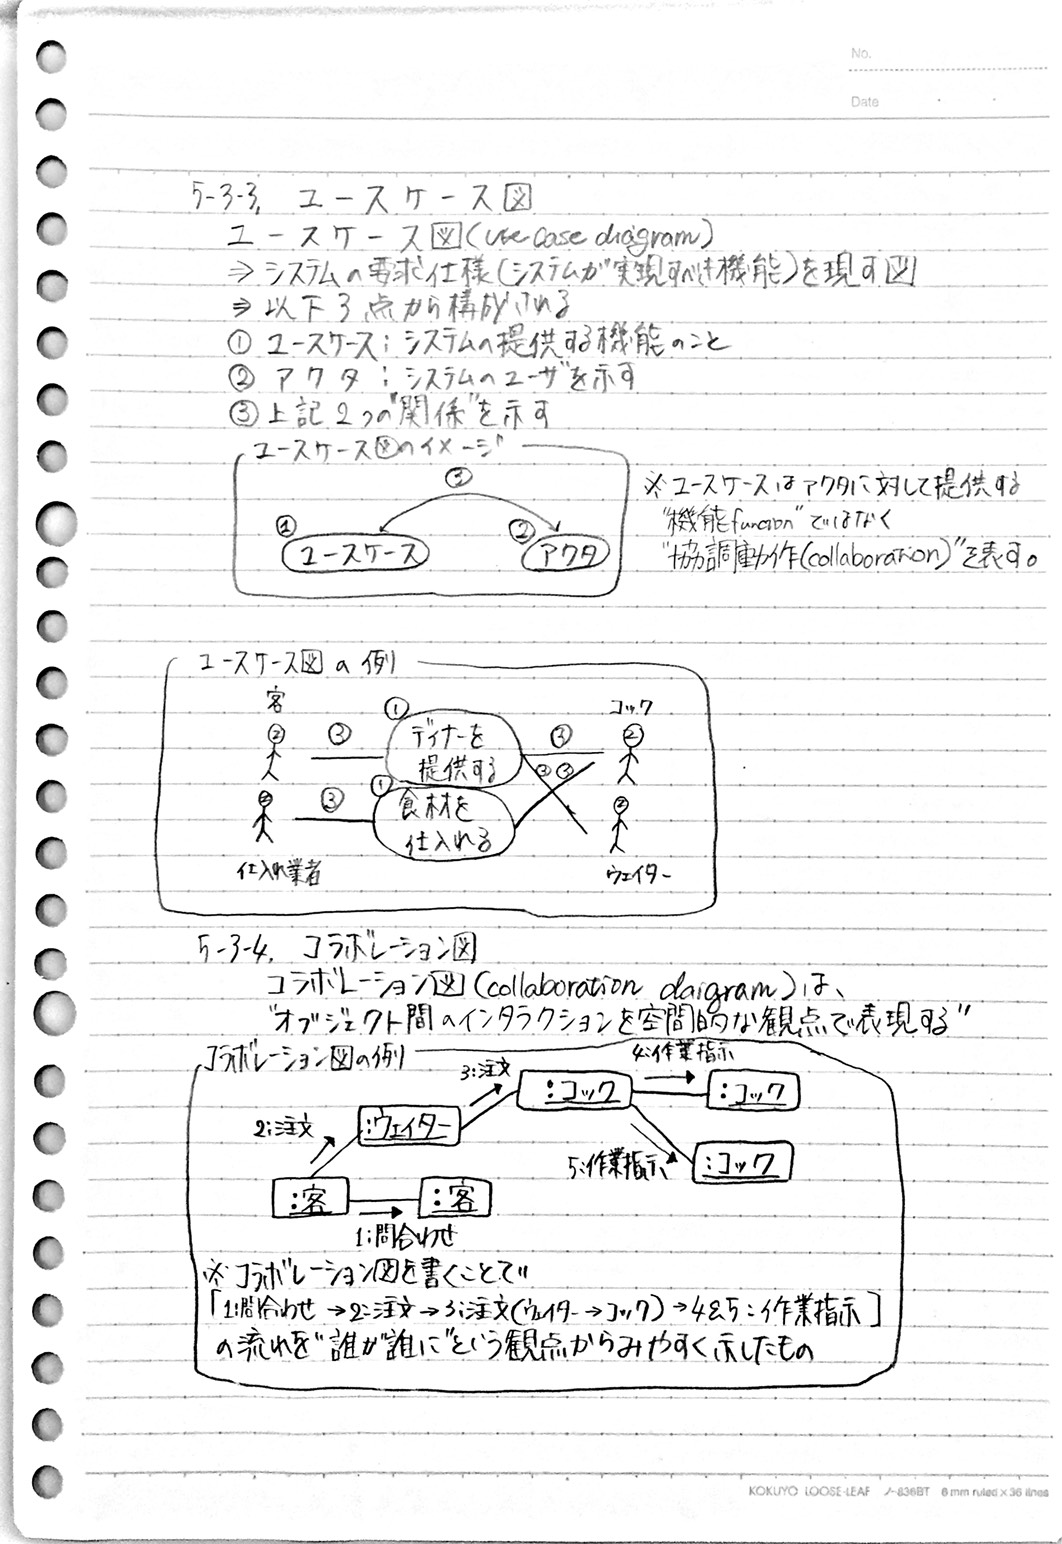 No.
Date
5-3-3. ユースケース図
ユースケース図(use case diagram)
⇒ システムの要求仕様(システムが実現すべき機能)を現す図
⇒ 以下3点から構成される
① ユースケース:システムの提供する機能のこと
② アクタ:システムのユーザを示す
③ 上記2つの"関係"を示す
ユースケース図のイメージ
③
① ②
ユースケース アクタ
※ユースケースはアクタに対して提供する
"機能function"ではなく
"協調動作(collaboration)"を表す。
ユースケース図の例
客 コック
① ③ ディナーを ③
② 提供する ②
③ ③
① ③ 食材を
② 仕入れる ②
仕入れ業者 ウェイター
5-3-4. コラボレーション図
コラボレーション図(collaboration daigram)は、
"オブジェクト間のインタラクションを空間的な観点で表現する"
コラボレーション図の例
4:作業指示
3:注文
:コック :コック
2:注文 :ウェイター
5:作業指示 :コック
:客 :客
1:問合わせ
※コラボレーション図を書くことで
「1:問合わせ→2:注文→3:注文(ウェイター→コック)→4&5:作業指示」
の流れを"誰が誰に"という観点からみやすく示したもの
KOKUYO LOOSE-LEAF ノ-836BT 6mm ruled×36 lines